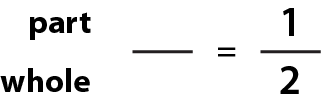 part
whole
= 1
2